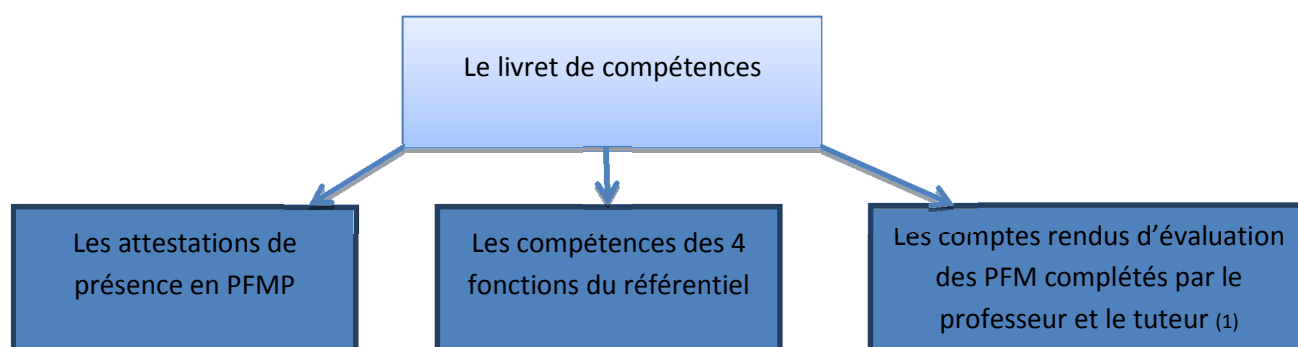 Le livret de compétences
Les attestations de
présence en PFMP
Les compétences des 4
fonctions du référentiel
Les comptes rendus d’évaluation
des PFM complétés par le
professeur et le tuteur (1)